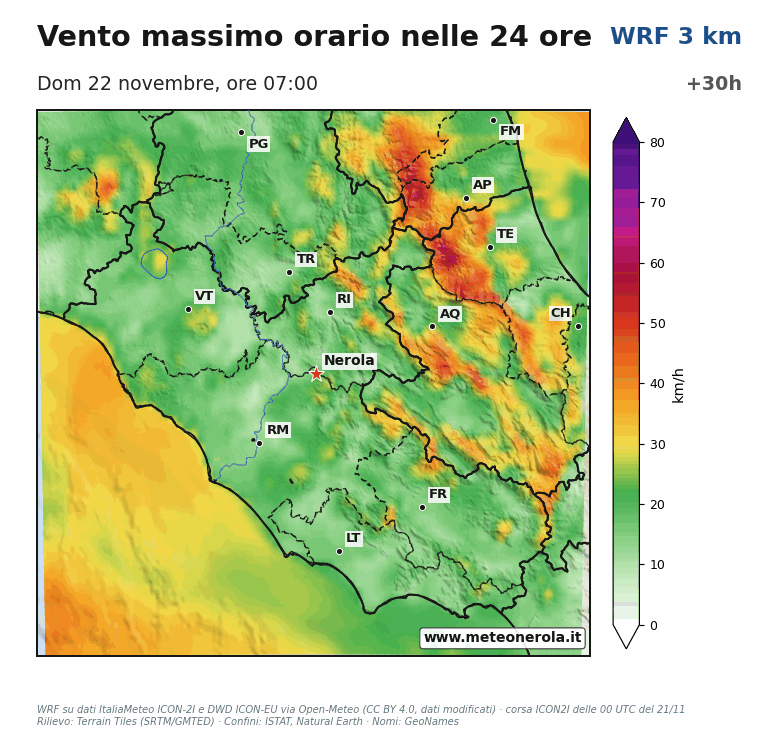 Vento massimo orario nelle 24 ore WRF 3 km
Dom 22 novembre, ore 07:00 +30h
FM
PG
AP
TE
TR
RI
VT
AQ
CH
Nerola
RM
FR
LT
www.meteonerola.it
80
70
60
50
40
30
20
10
0
km/h
WRF su dati ItaliaMeteo ICON-2I e DWD ICON-EU via Open-Meteo (CC BY 4.0, dati modificati) · corsa ICON2I delle 00 UTC del 21/11
Rilievo: Terrain Tiles (SRTM/GMTED) · Confini: ISTAT, Natural Earth · Nomi: GeoNames